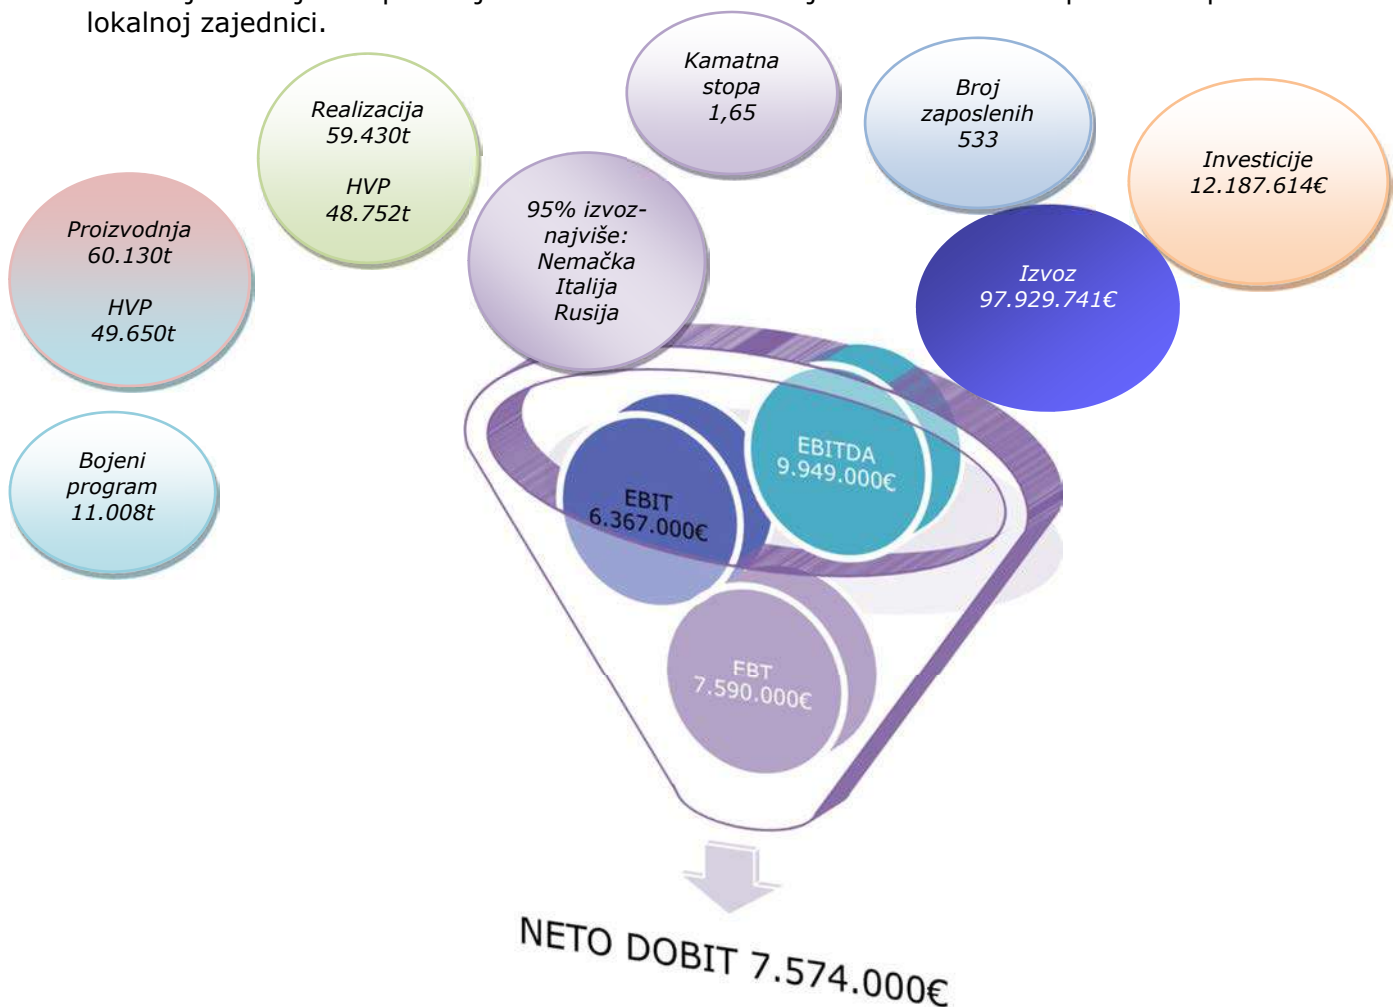 lokalnoj zajednici.
Kamatna
stopa
1,65
Broj
zaposlenih
533
Realizacija
59.430t
HVP
48.752t
Investicije
12.187.614€
95% izvoz-
najviše:
Nemačka
Italija
Rusija
Proizvodnja
60.130t
HVP
49.650t
Izvoz
97.929.741€
Bojeni
program
11.008t
EBITDA
9.949.000€
EBIT
6.367.000€
EBT
7.590.000€
NETO DOBIT 7.574.000€